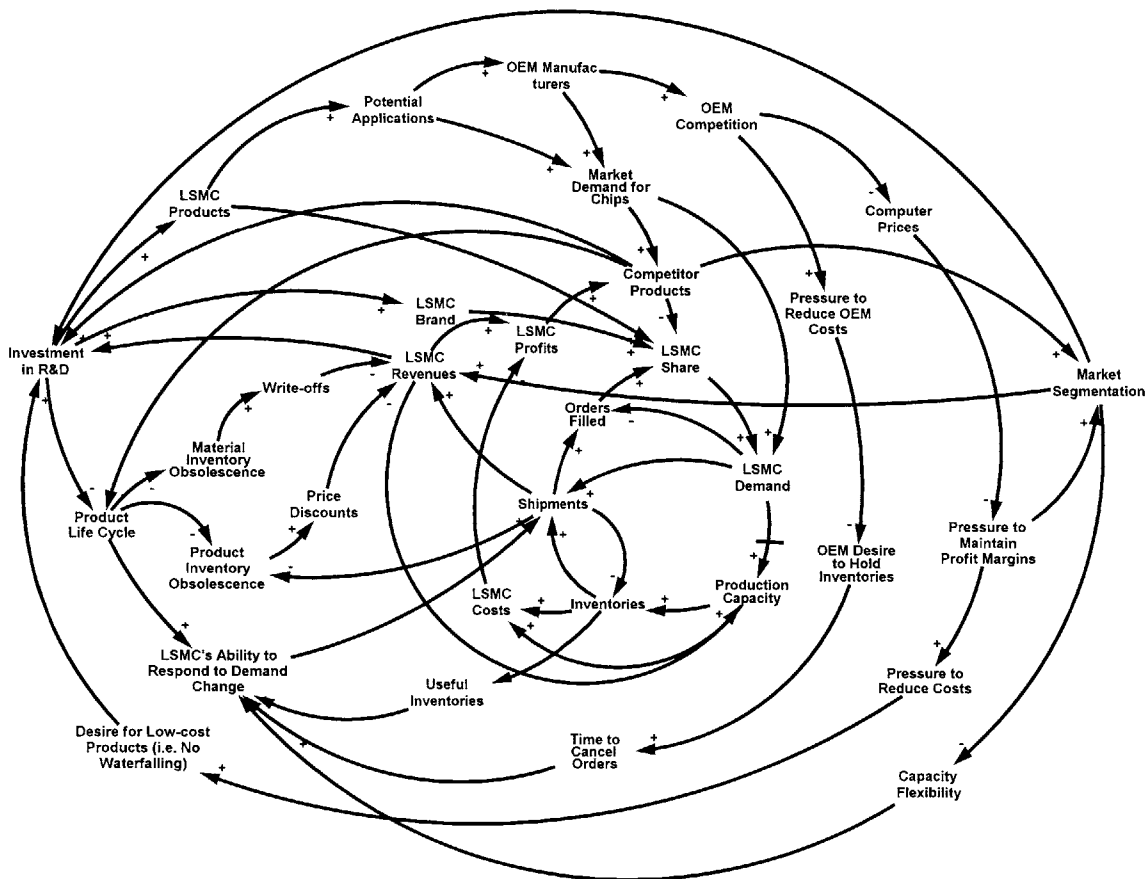 OEM Manufac
turers
Potential
Applications
OEM
Competition
Market
Demand for
Chips
LSMC
Products
Computer
Prices
Competitor
Products
Pressure to
Reduce OEM
Costs
LSMC
Brand
LSMC
Profits
Investment
in R&D
LSMC
Revenues
LSMC
Share
Market
Segmentation
Write-offs
Orders
Filled
Material
Inventory
Obsolescence
LSMC
Demand
Price
Discounts
Shipments
Product
Life Cycle
Product
Inventory
Obsolescence
OEM Desire
to Hold
Inventories
Pressure to
Maintain
Profit Margins
LSMC
Costs
Inventories
Production
Capacity
LSMC's Ability to
Respond to Demand
Change
Useful
Inventories
Pressure to
Reduce Costs
Desire for Low-cost
Products (i.e. No
Waterfalling)
Time to
Cancel
Orders
Capacity
Flexibility